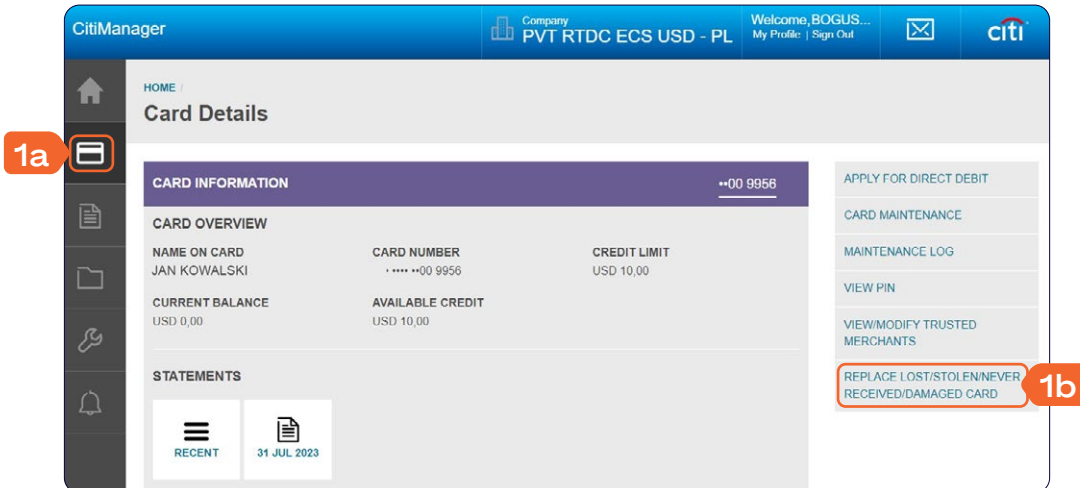 CitiManager
Company
PVT RTDC ECS USD - PL
Welcome,BOGUS...
My Profile | Sign Out
citi
HOME /
Card Details
1a
CARD INFORMATION
••00 9956
CARD OVERVIEW
NAME ON CARD
CARD NUMBER
CREDIT LIMIT
JAN KOWALSKI
• •••• ••00 9956
USD 10,00
CURRENT BALANCE
AVAILABLE CREDIT
USD 0,00
USD 10,00
STATEMENTS
RECENT
31 JUL 2023
APPLY FOR DIRECT DEBIT
CARD MAINTENANCE
MAINTENANCE LOG
VIEW PIN
VIEW/MODIFY TRUSTED
MERCHANTS
REPLACE LOST/STOLEN/NEVER
RECEIVED/DAMAGED CARD
1b